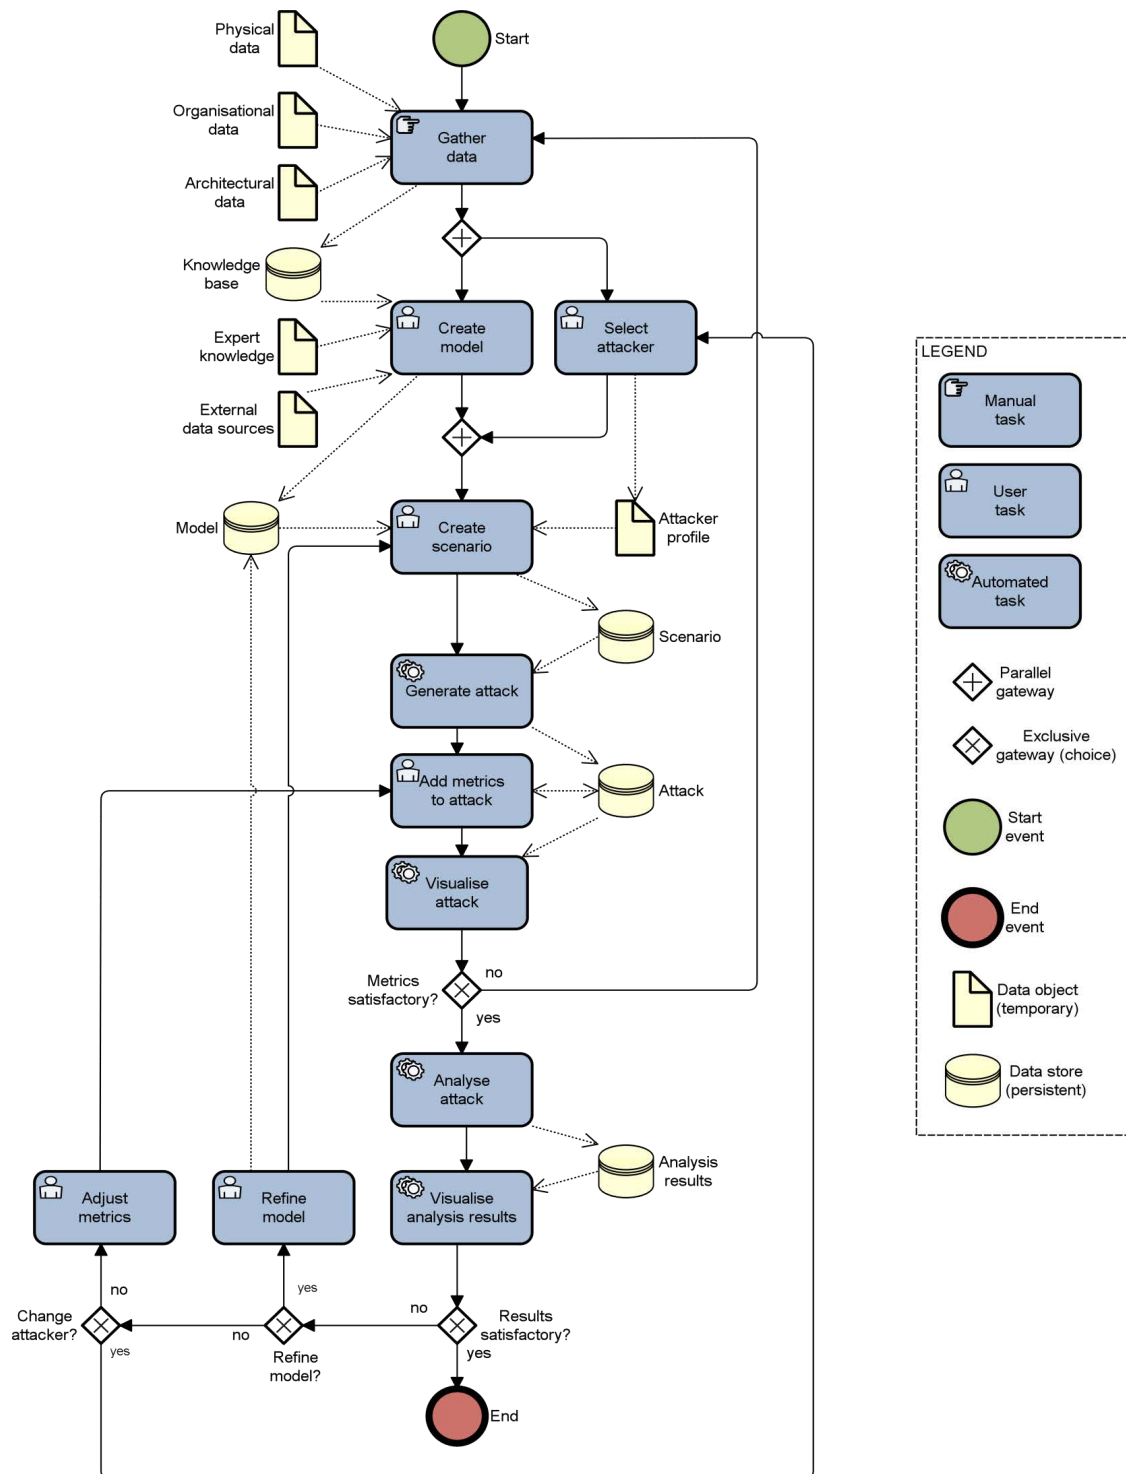 Physical
data
Start
Organisational
data
Gather
data
Architectural
data
Knowledge
base
Create
model
Select
attacker
Expert
knowledge
External
data sources
Model
Create
scenario
Attacker
profile
Scenario
Generate attack
Add metrics
to attack
Attack
Visualise
attack
Metrics
satisfactory?
no
yes
Analyse
attack
Analysis
results
Adjust
metrics
Refine
model
Visualise
analysis results
no
yes
no
Change
attacker?
yes
no
Refine
model?
Results
satisfactory?
yes
End
LEGEND
Manual
task
User
task
Automated
task
Parallel
gateway
Exclusive
gateway (choice)
Start
event
End
event
Data object
(temporary)
Data store
(persistent)